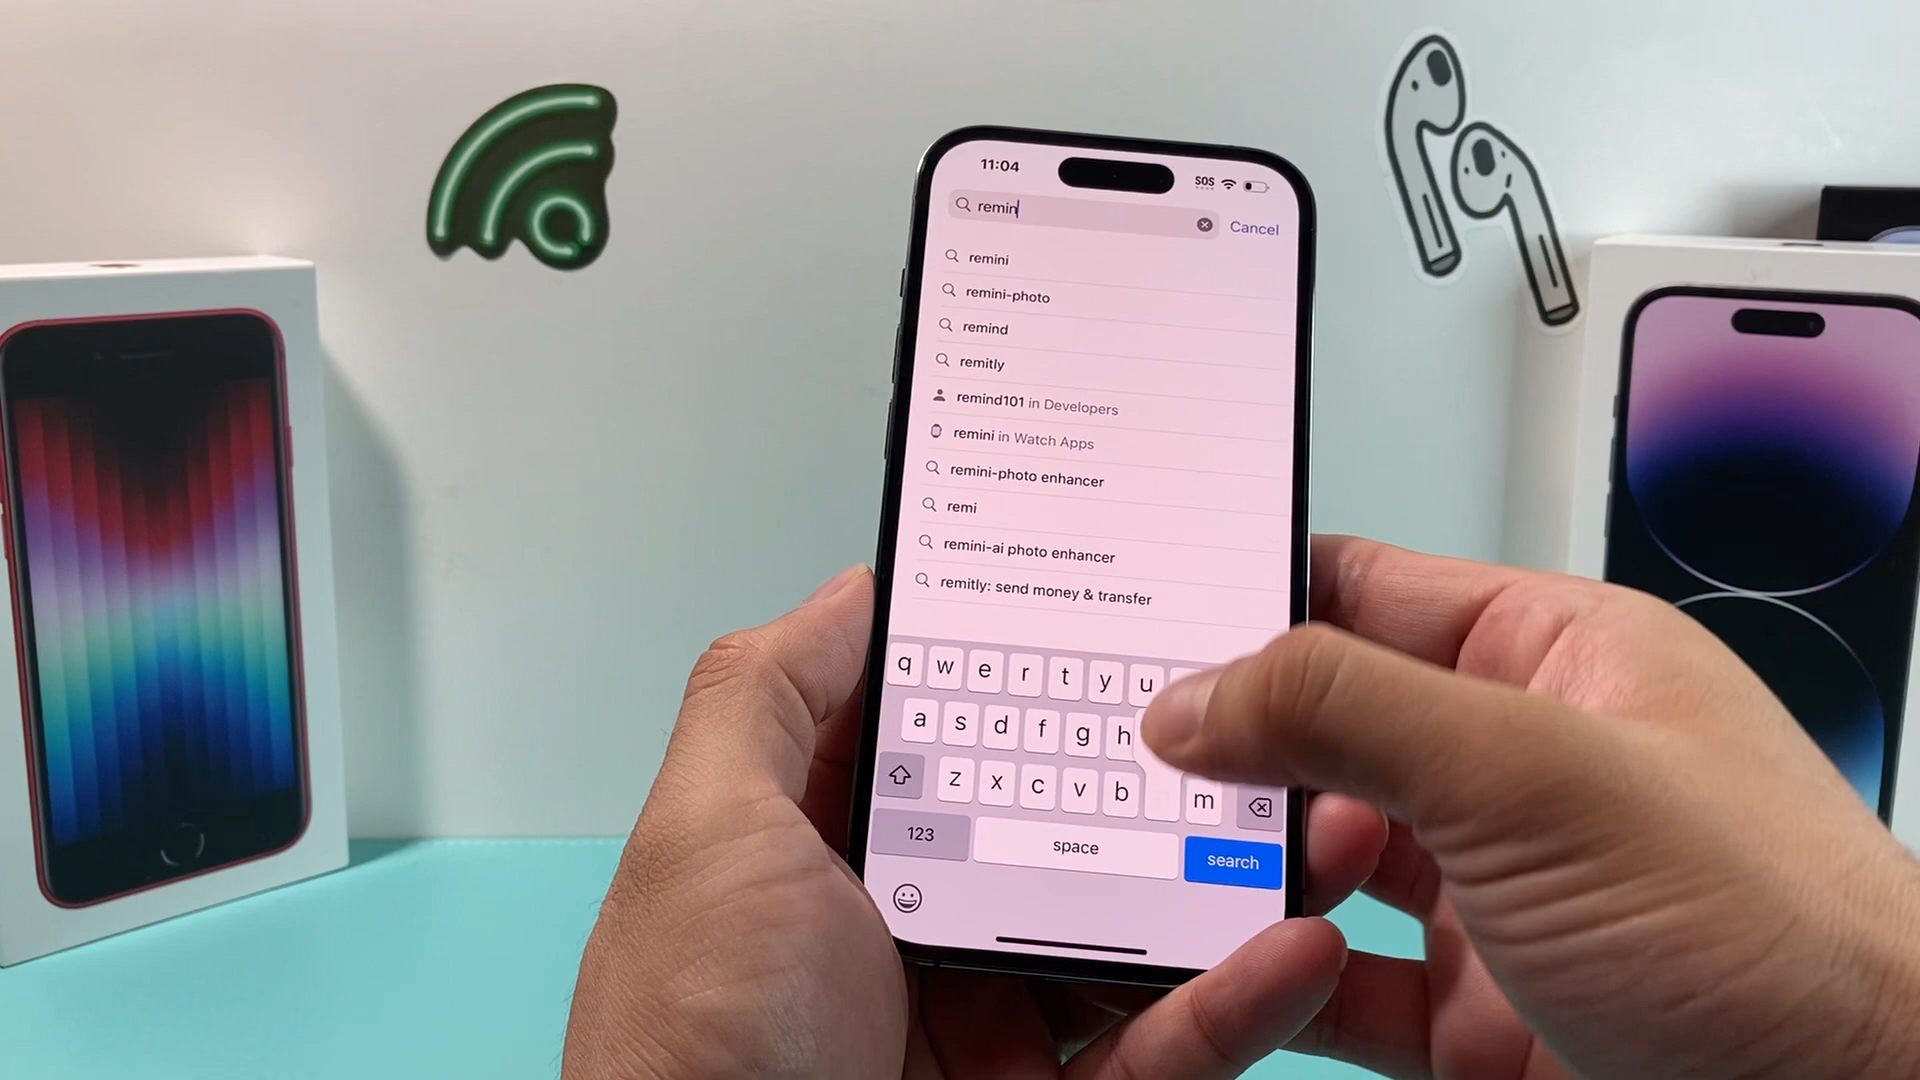 11:04
SOS
remin
Cancel
remini
remini-photo
remind
remitly
remind101 in Developers
remini in Watch Apps
remini-photo enhancer
remi
remini-ai photo enhancer
remitly: send money & transfer
q w e r t y u
a s d f g h
z x c v b m
123 space search